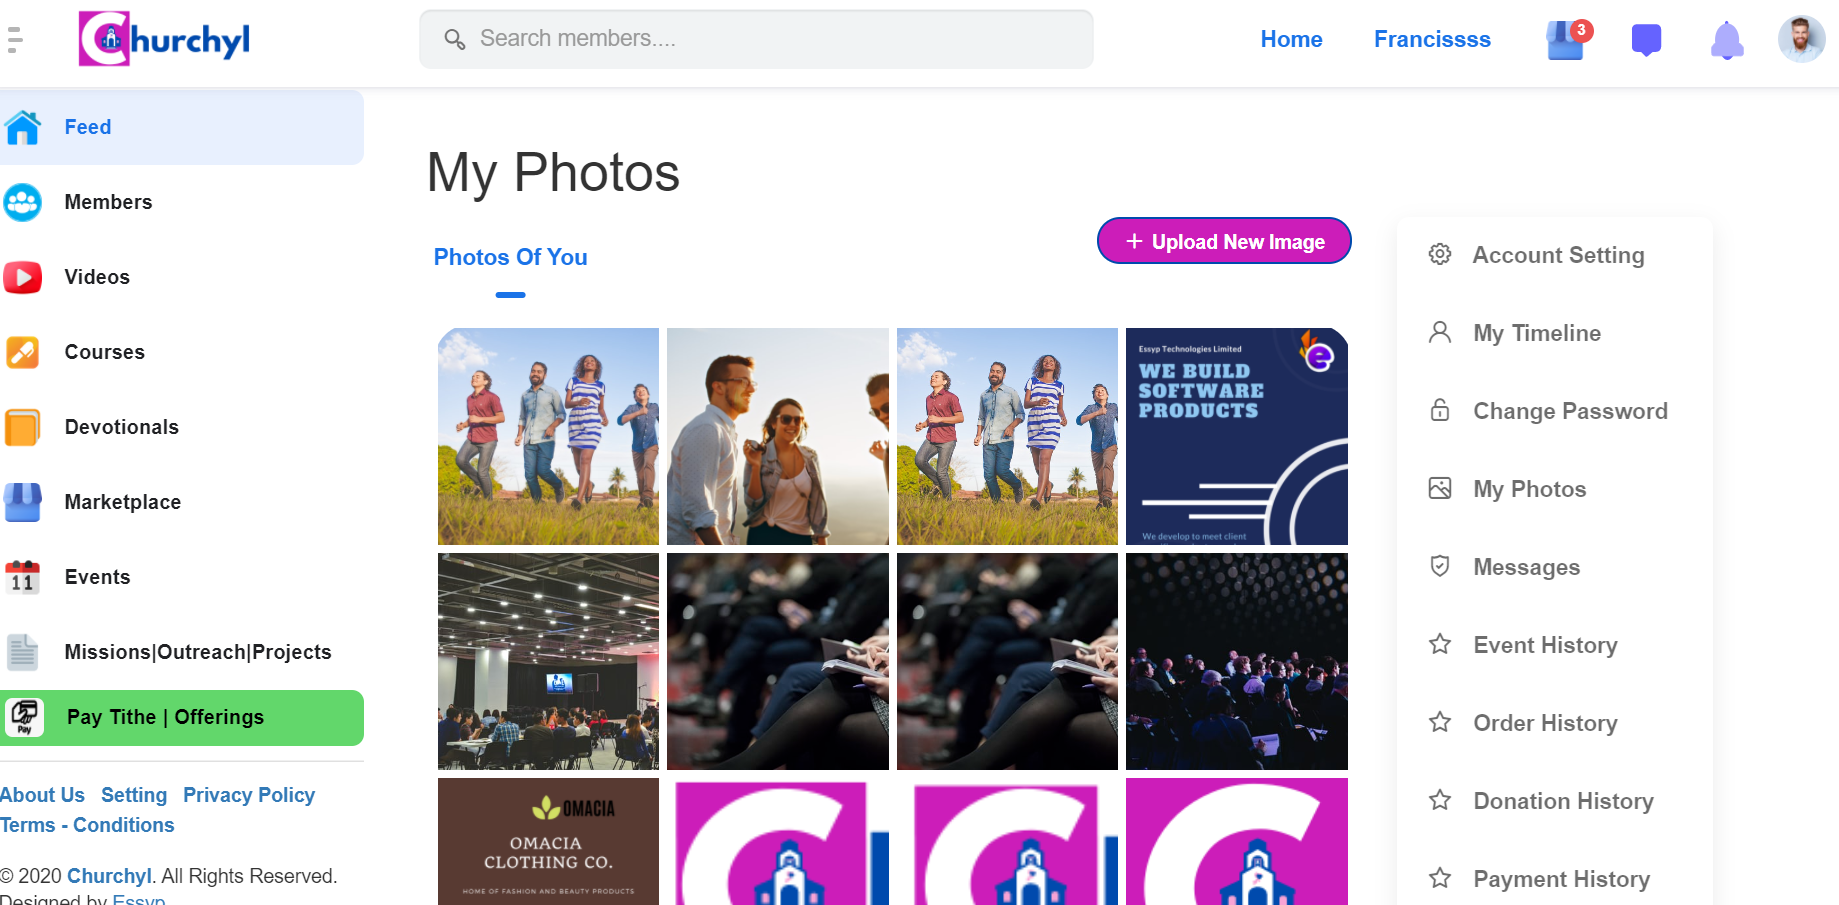 Churchyl
Search members....
Home
Francissss
3
Feed
Members
Videos
Courses
Devotionals
Marketplace
11
Events
Missions|Outreach|Projects
Pay
Pay Tithe | Offerings
About Us Setting Privacy Policy
Terms - Conditions
© 2020 Churchyl. All Rights Reserved.
Designed by Essyp
My Photos
Photos Of You
+ Upload New Image
Essyp Technologies Limited
e
WE BUILD
SOFTWARE
PRODUCTS
We develop to meet client
OMACIA
OMACIA
CLOTHING CO.
HOME OF FASHION AND BEAUTY PRODUCTS
C
C
C
Account Setting
My Timeline
Change Password
My Photos
Messages
Event History
Order History
Donation History
Payment History